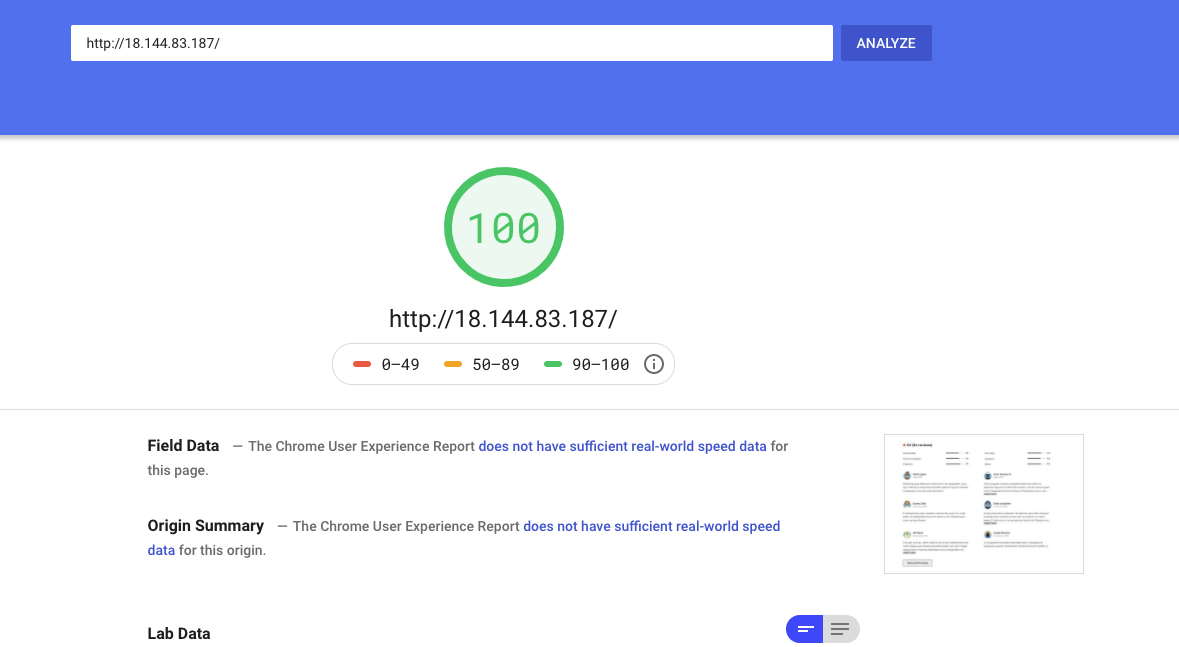 http://18.144.83.187/
ANALYZE
100
http://18.144.83.187/
0–49 50–89 90–100
Field Data — The Chrome User Experience Report does not have sufficient real-world speed data for
this page.
Origin Summary — The Chrome User Experience Report does not have sufficient real-world speed
data for this origin.
Lab Data